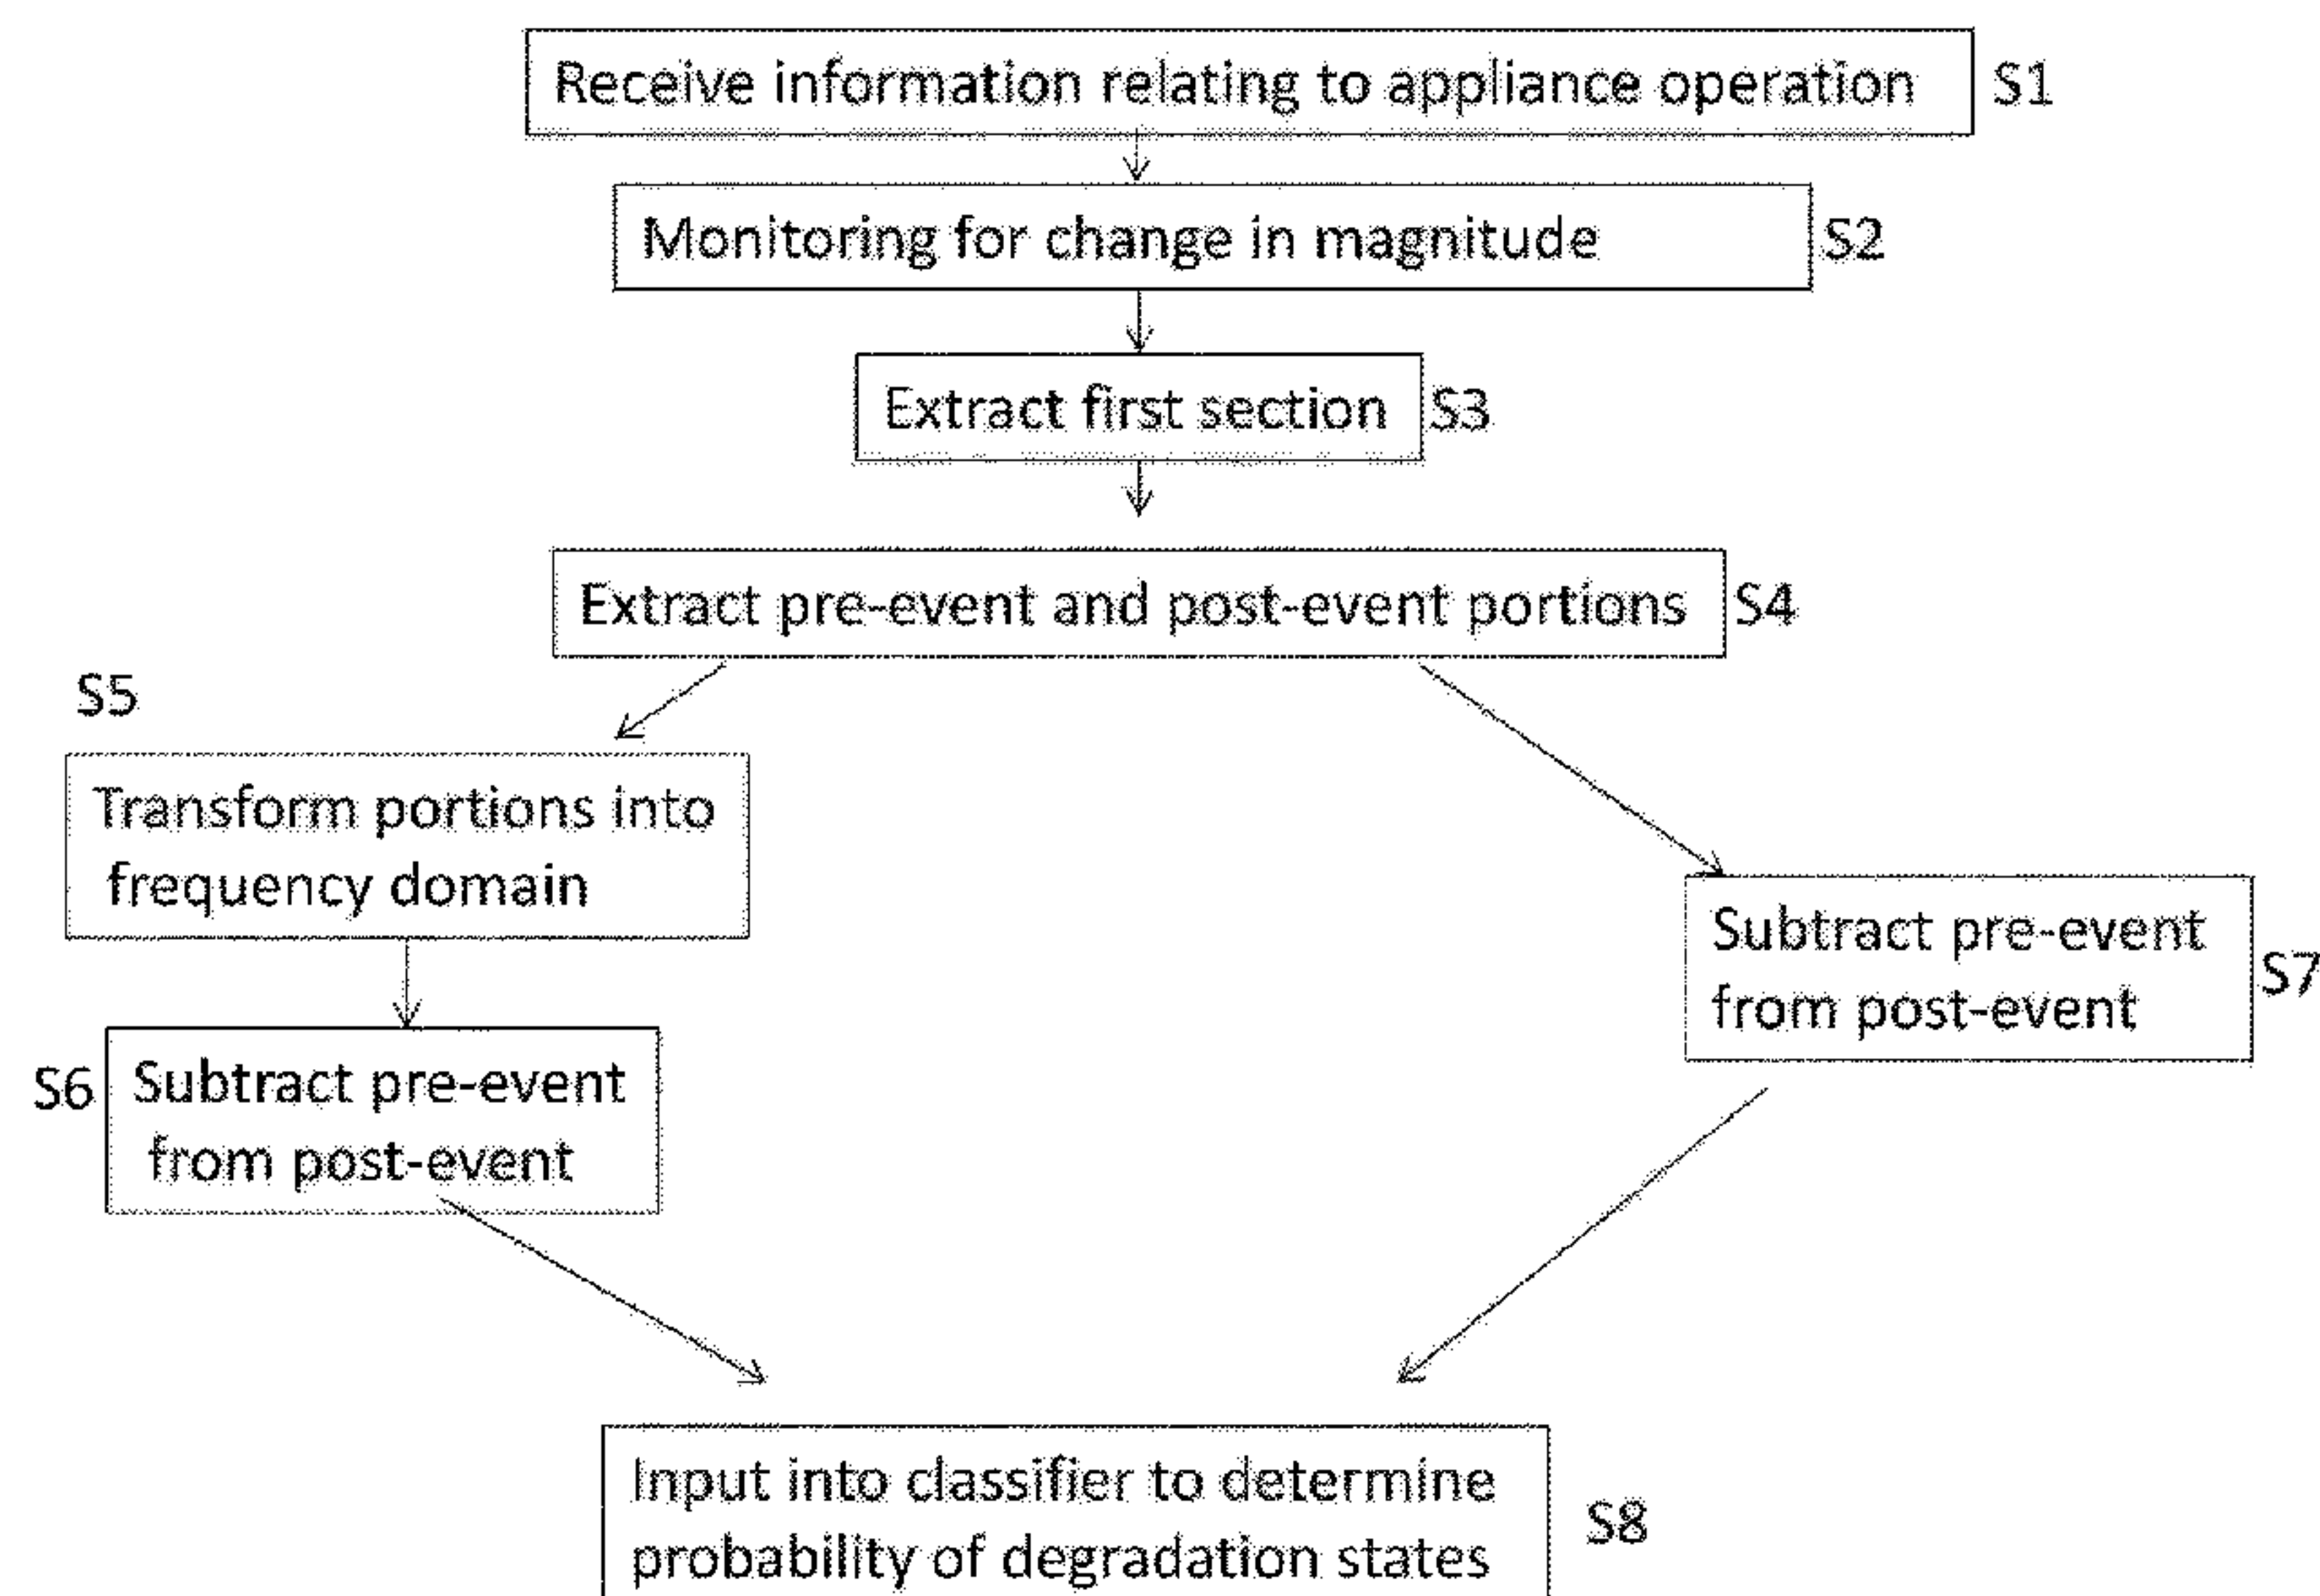 Receive information relating to appliance operation S1
Monitoring for change in magnitude S2
Extract first section S3
Extract pre-event and post-event portions S4
S5
Transform portions into
frequency domain
Subtract pre-event
from post-event
S7
S6
Subtract pre-event
from post-event
Input into classifier to determine
probability of degradation states
S8